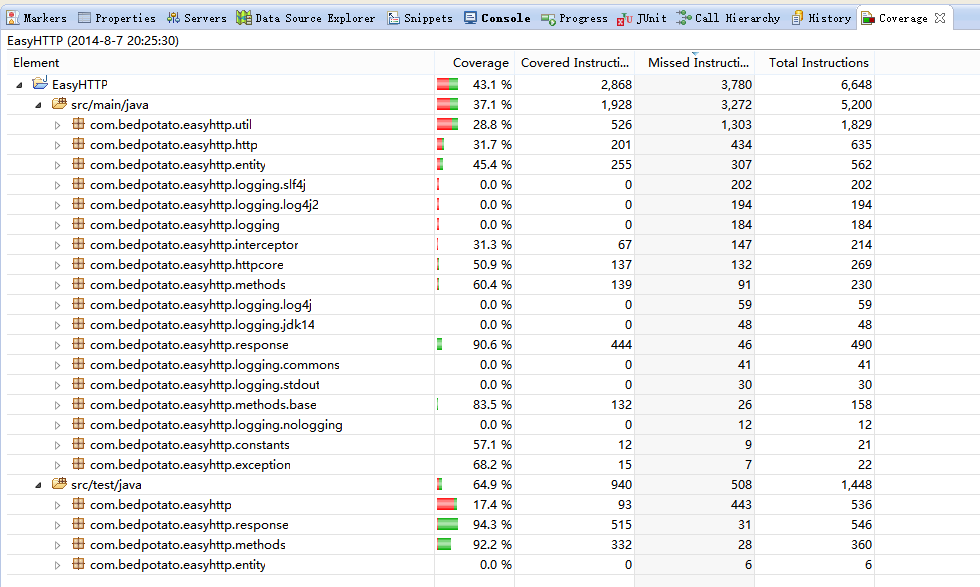 Markers Properties Servers Data Source Explorer Snippets Console Progress JUnit Call Hierarchy History Coverage
EasyHTTP (2014-8-7 20:25:30)
Element Coverage Covered Instructi... Missed Instructi... Total Instructions
EasyHTTP 43.1 % 2,868 3,780 6,648
src/main/java 37.1 % 1,928 3,272 5,200
com.bedpotato.easyhttp.util 28.8 % 526 1,303 1,829
com.bedpotato.easyhttp.http 31.7 % 201 434 635
com.bedpotato.easyhttp.entity 45.4 % 255 307 562
com.bedpotato.easyhttp.logging.slf4j 0.0 % 0 202 202
com.bedpotato.easyhttp.logging.log4j2 0.0 % 0 194 194
com.bedpotato.easyhttp.logging 0.0 % 0 184 184
com.bedpotato.easyhttp.interceptor 31.3 % 67 147 214
com.bedpotato.easyhttp.httpcore 50.9 % 137 132 269
com.bedpotato.easyhttp.methods 60.4 % 139 91 230
com.bedpotato.easyhttp.logging.log4j 0.0 % 0 59 59
com.bedpotato.easyhttp.logging.jdk14 0.0 % 0 48 48
com.bedpotato.easyhttp.response 90.6 % 444 46 490
com.bedpotato.easyhttp.logging.commons 0.0 % 0 41 41
com.bedpotato.easyhttp.logging.stdout 0.0 % 0 30 30
com.bedpotato.easyhttp.methods.base 83.5 % 132 26 158
com.bedpotato.easyhttp.logging.nologging 0.0 % 0 12 12
com.bedpotato.easyhttp.constants 57.1 % 12 9 21
com.bedpotato.easyhttp.exception 68.2 % 15 7 22
src/test/java 64.9 % 940 508 1,448
com.bedpotato.easyhttp 17.4 % 93 443 536
com.bedpotato.easyhttp.response 94.3 % 515 31 546
com.bedpotato.easyhttp.methods 92.2 % 332 28 360
com.bedpotato.easyhttp.entity 0.0 % 0 6 6